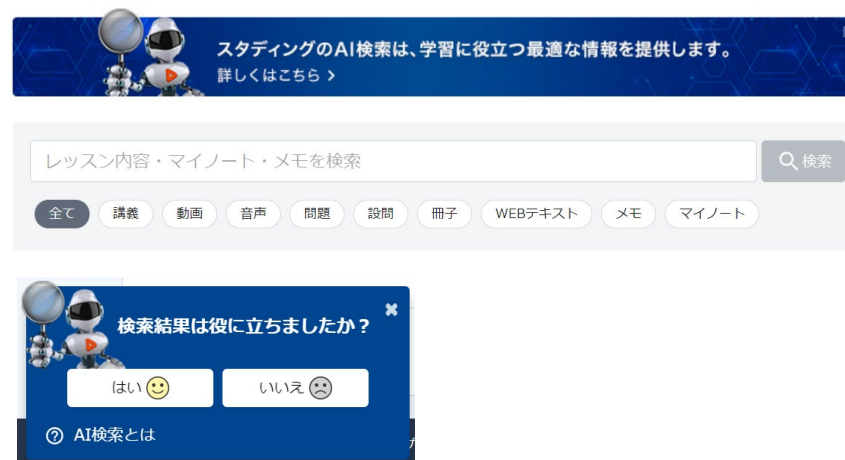 スタディングのAI検索は、学習に役立つ最適な情報を提供します。
詳しくはこちら >
レッスン内容・マイノート・メモを検索
検索
全て 講義 動画 音声 問題 設問 冊子 WEBテキスト メモ マイノート
検索結果は役に立ちましたか？
はい いいえ
AI検索とは